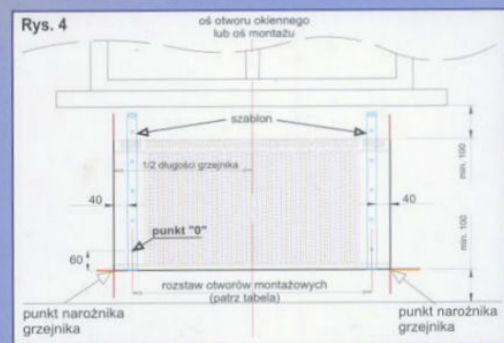 Rys. 4
oś otworu okiennego
lub oś montażu
szablon
1/2 długości grzejnika
min. 100
40
40
punkt "0"
min. 100
60
rozstaw otworów montażowych
(patrz tabela)
punkt narożnika
grzejnika
punkt narożnika
grzejnika